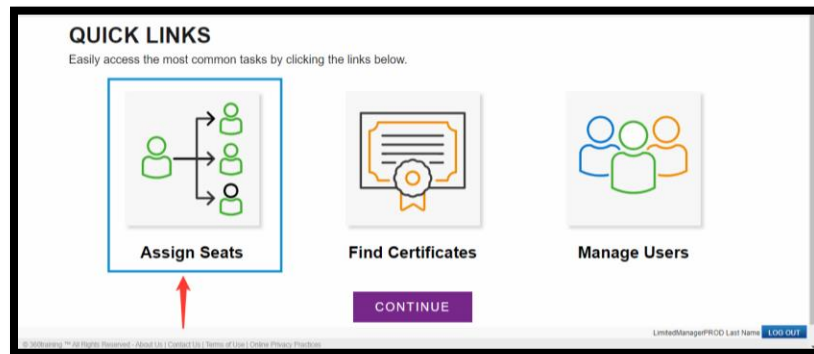 QUICK LINKS
Easily access the most common tasks by clicking the links below.
Assign Seats
Find Certificates
Manage Users
CONTINUE
LimitedManagerPROD Last Name LOG OUT
© 360training ™ All Rights Reserved - About Us | Contact Us | Terms of Use | Online Privacy Practices